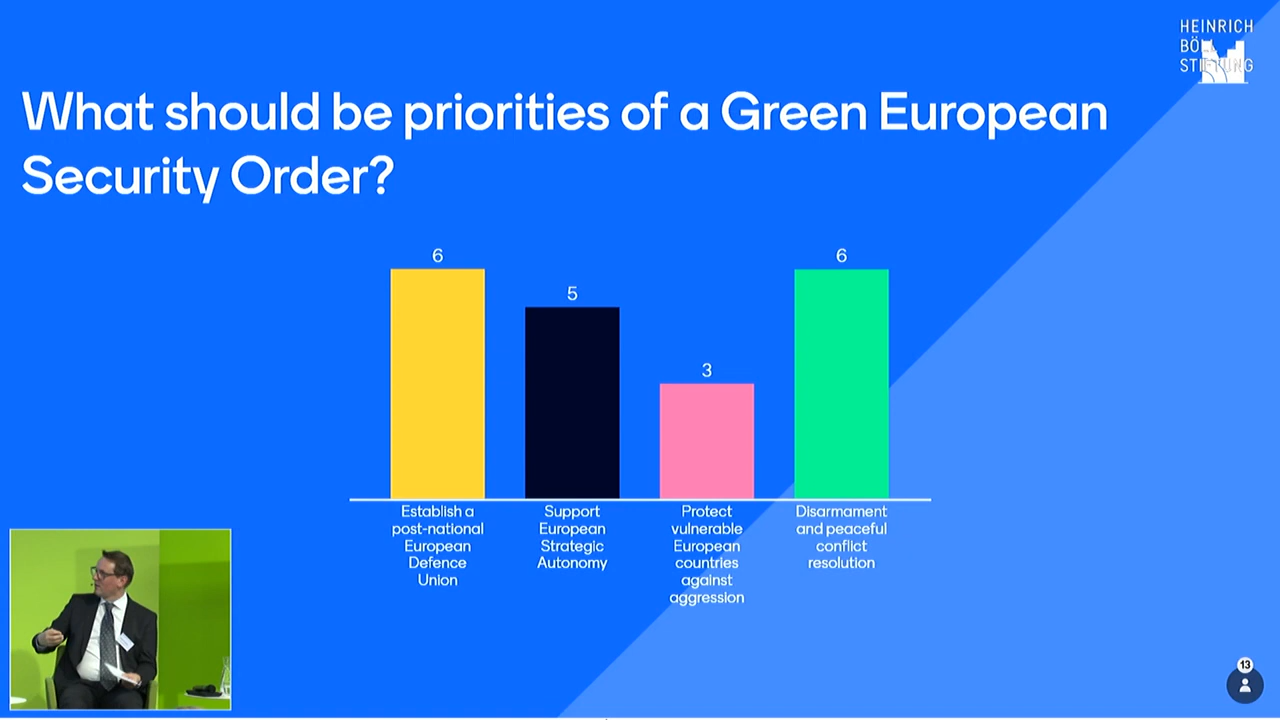 HEINRICH
BÖLL
STIFTUNG
What should be priorities of a Green European
Security Order?
6
5
3
6
Establish a
post-national
European
Defence
Union
Support
European
Strategic
Autonomy
Protect
vulnerable
European
countries
against
aggression
Disarmament
and peaceful
conflict
resolution
13